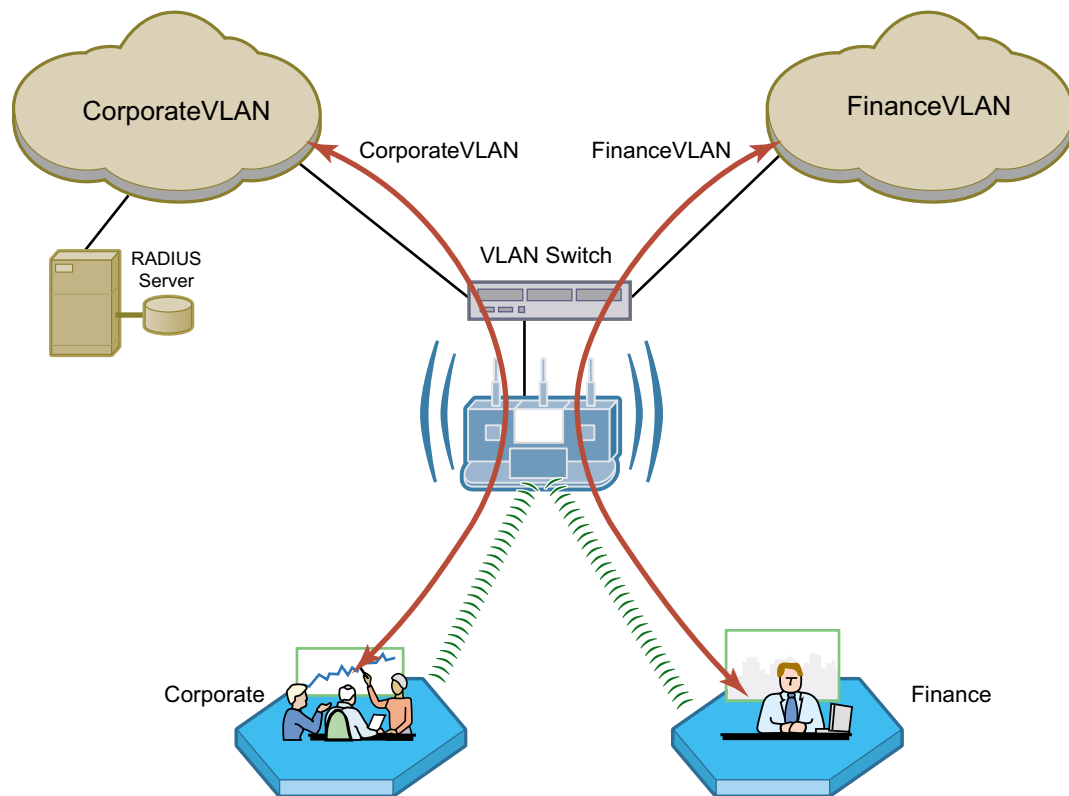 CorporateVLAN
FinanceVLAN
CorporateVLAN
FinanceVLAN
VLAN Switch
RADIUS
Server
Corporate
Finance